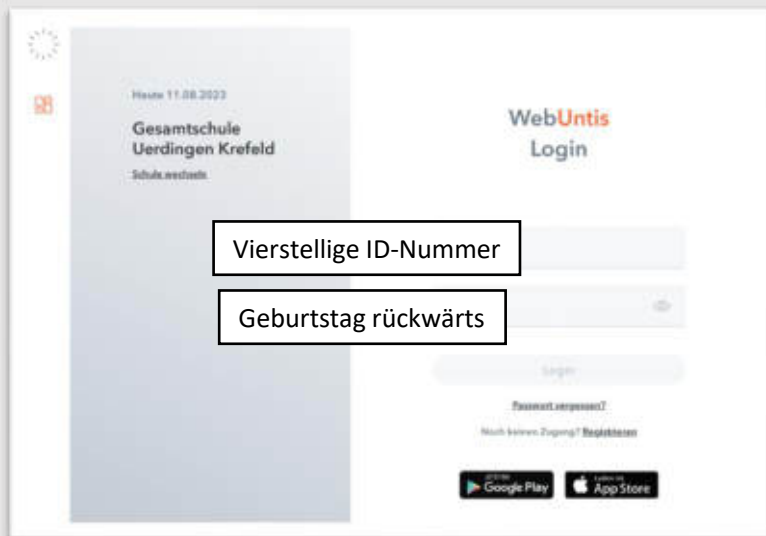 Heute 11.08.2023
Gesamtschule
Uerdingen Krefeld
Schule wechseln
WebUntis
Login
Vierstellige ID-Nummer
Geburtstag rückwärts
Login
Passwort vergessen?
Noch keinen Zugang? Registrieren
Google Play
App Store